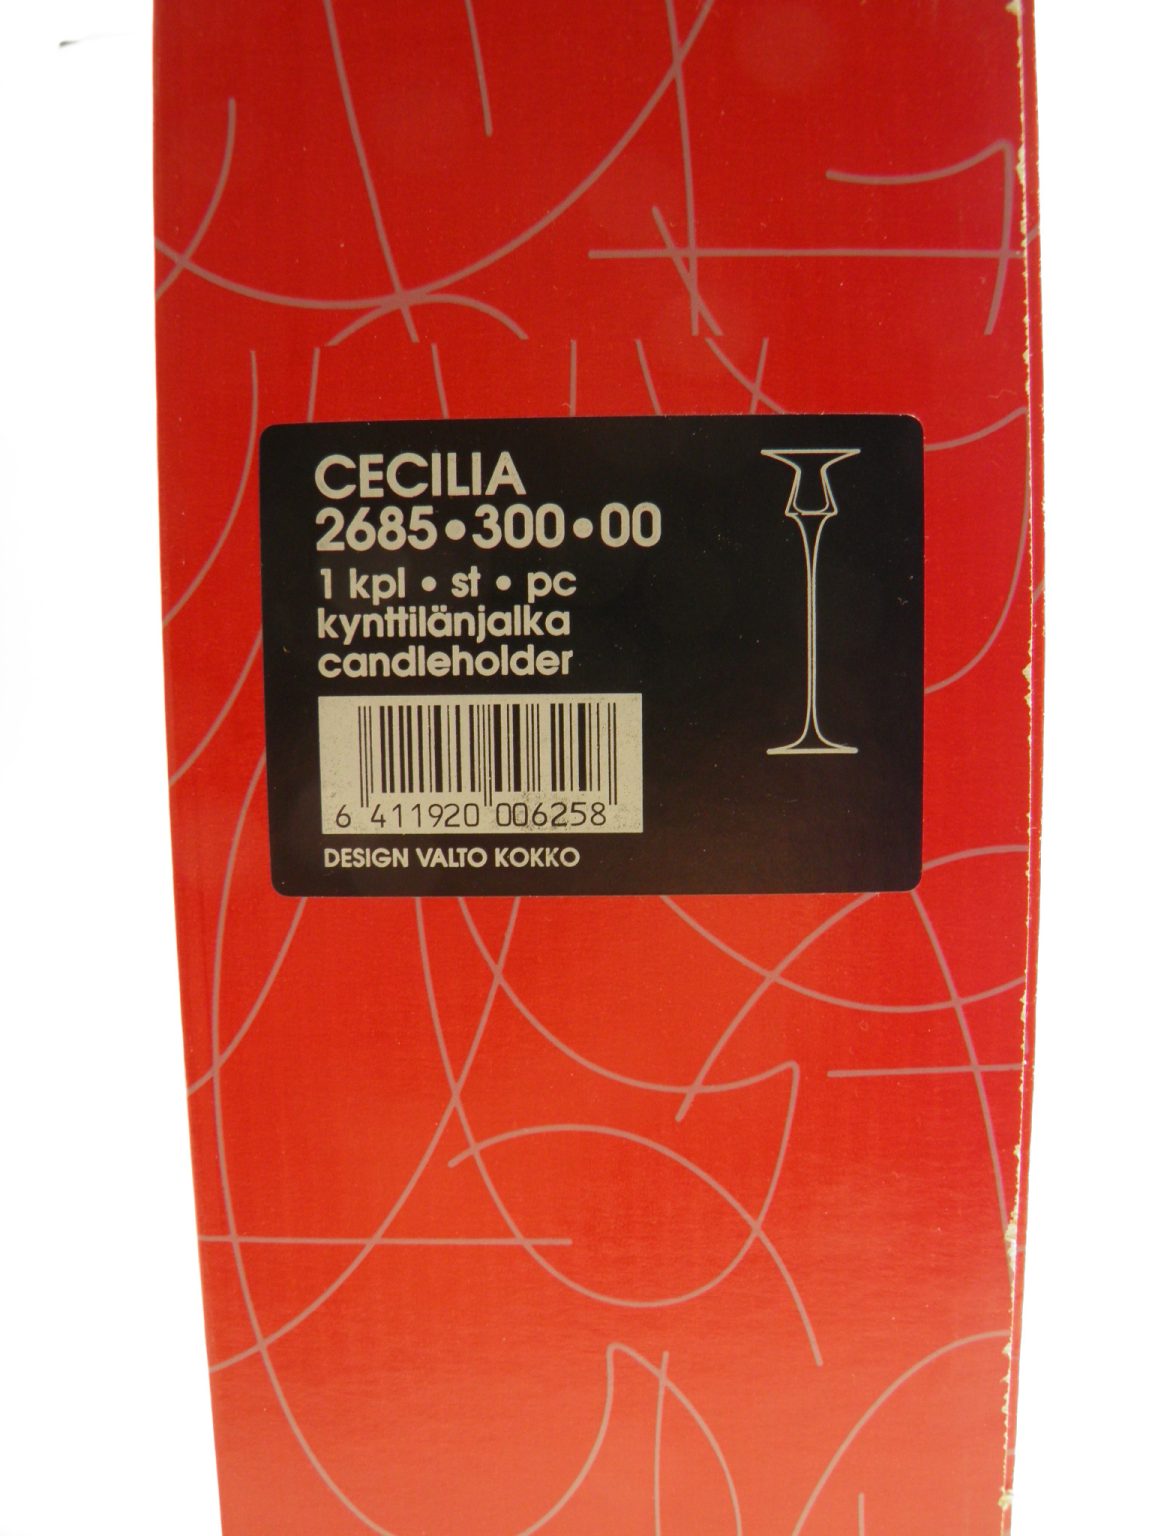 CECILIA
2685•300•00
1 kpl • st • pc
kynttilänjalka
candleholder
6 411920 006258
DESIGN VALTO KOKKO